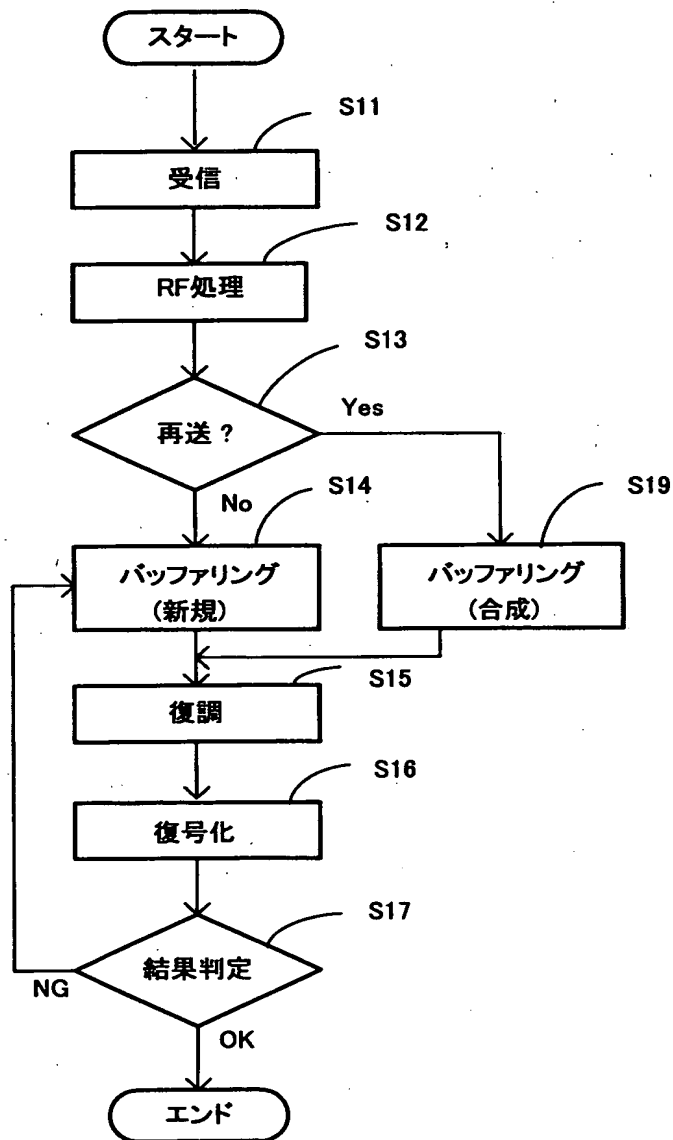 スタート
S11
受信
S12
RF処理
S13
再送？
Yes
No
S14
S19
バッファリング
(新規)
バッファリング
(合成)
S15
復調
S16
復号化
S17
結果判定
NG
OK
エンド